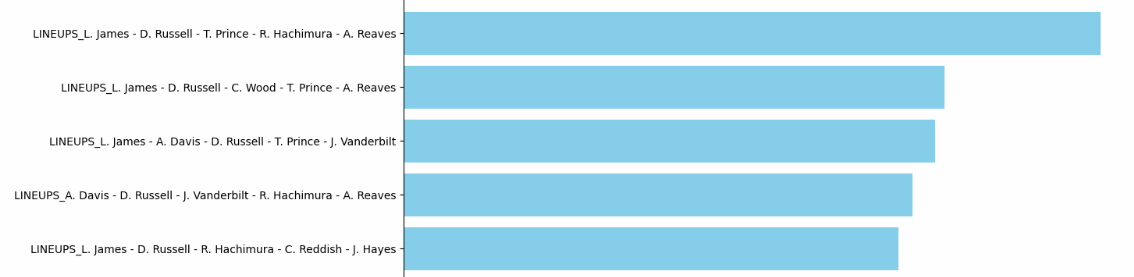 LINEUPS_L. James - D. Russell - T. Prince - R. Hachimura - A. Reaves
LINEUPS_L. James - D. Russell - C. Wood - T. Prince - A. Reaves
LINEUPS_L. James - A. Davis - D. Russell - T. Prince - J. Vanderbilt
LINEUPS_A. Davis - D. Russell - J. Vanderbilt - R. Hachimura - A. Reaves
LINEUPS_L. James - D. Russell - R. Hachimura - C. Reddish - J. Hayes